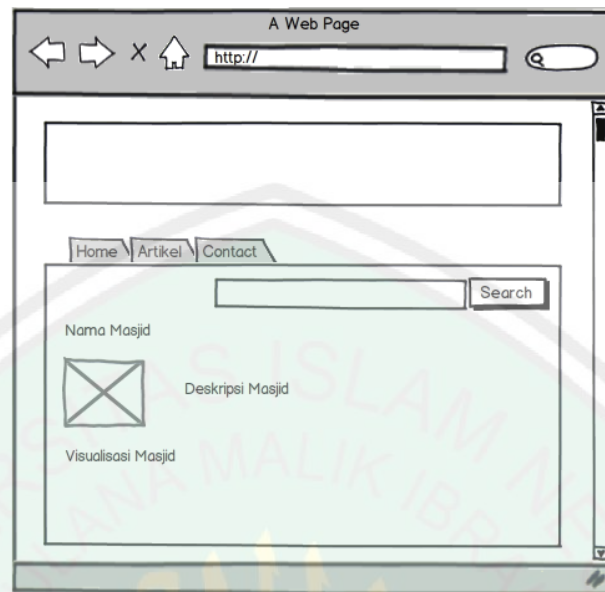 A Web Page
http://
Home Artikel Contact
Search
Nama Masjid
Deskripsi Masjid
Visualisasi Masjid